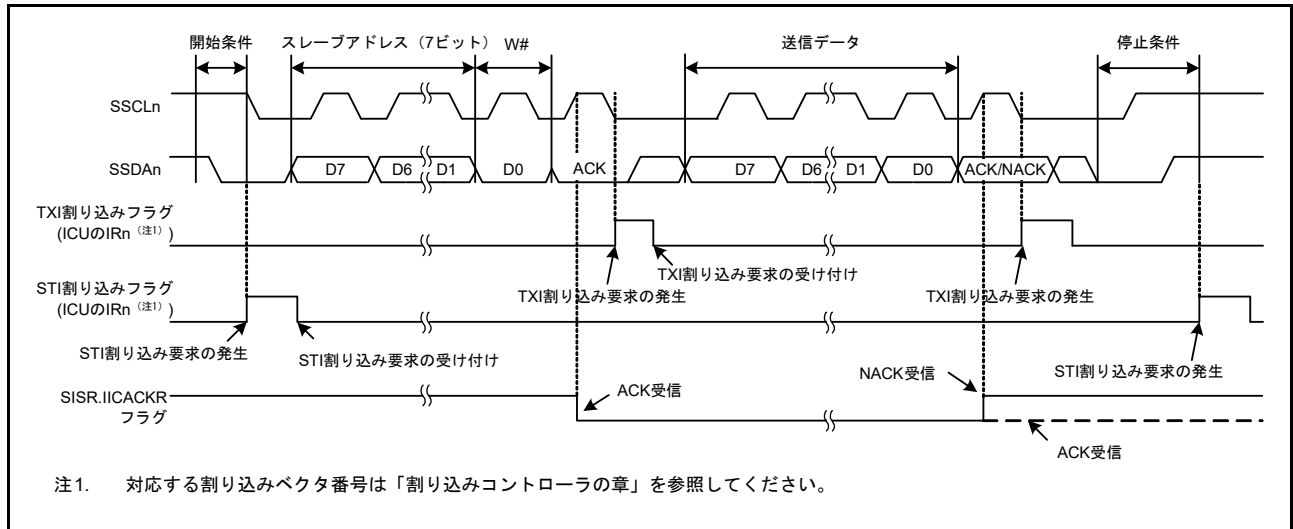 開始条件
スレーブアドレス（7ビット）
W#
送信データ
停止条件
SSCLn
SSDAn
D7
D6
D1
D0
ACK
D7
D6
D1
D0
ACK/NACK
TXI割り込みフラグ
(ICUのIRn（注1）)
TXI割り込み要求の受け付け
TXI割り込み要求の発生
TXI割り込み要求の発生
STI割り込みフラグ
(ICUのIRn（注1）)
STI割り込み要求の発生
STI割り込み要求の受け付け
STI割り込み要求の発生
SISR.IICACKR
フラグ
ACK受信
NACK受信
ACK受信
注1. 対応する割り込みベクタ番号は「割り込みコントローラの章」を参照してください。